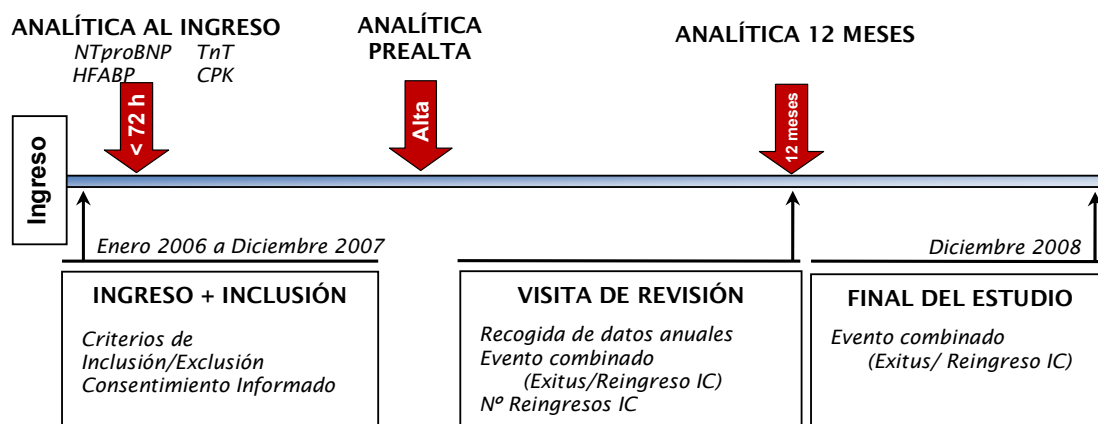 ANALÍTICA AL INGRESO
NTproBNP TnT
HFABP CPK
ANALÍTICA
PREALTA
ANALÍTICA 12 MESES
< 72 h
Alta
12 meses
Ingreso
Enero 2006 a Diciembre 2007
Diciembre 2008
INGRESO + INCLUSIÓN
Criterios de
Inclusión/Exclusión
Consentimiento Informado
VISITA DE REVISIÓN
Recogida de datos anuales
Evento combinado
(Exitus/Reingreso IC)
Nº Reingresos IC
FINAL DEL ESTUDIO
Evento combinado
(Exitus/ Reingreso IC)